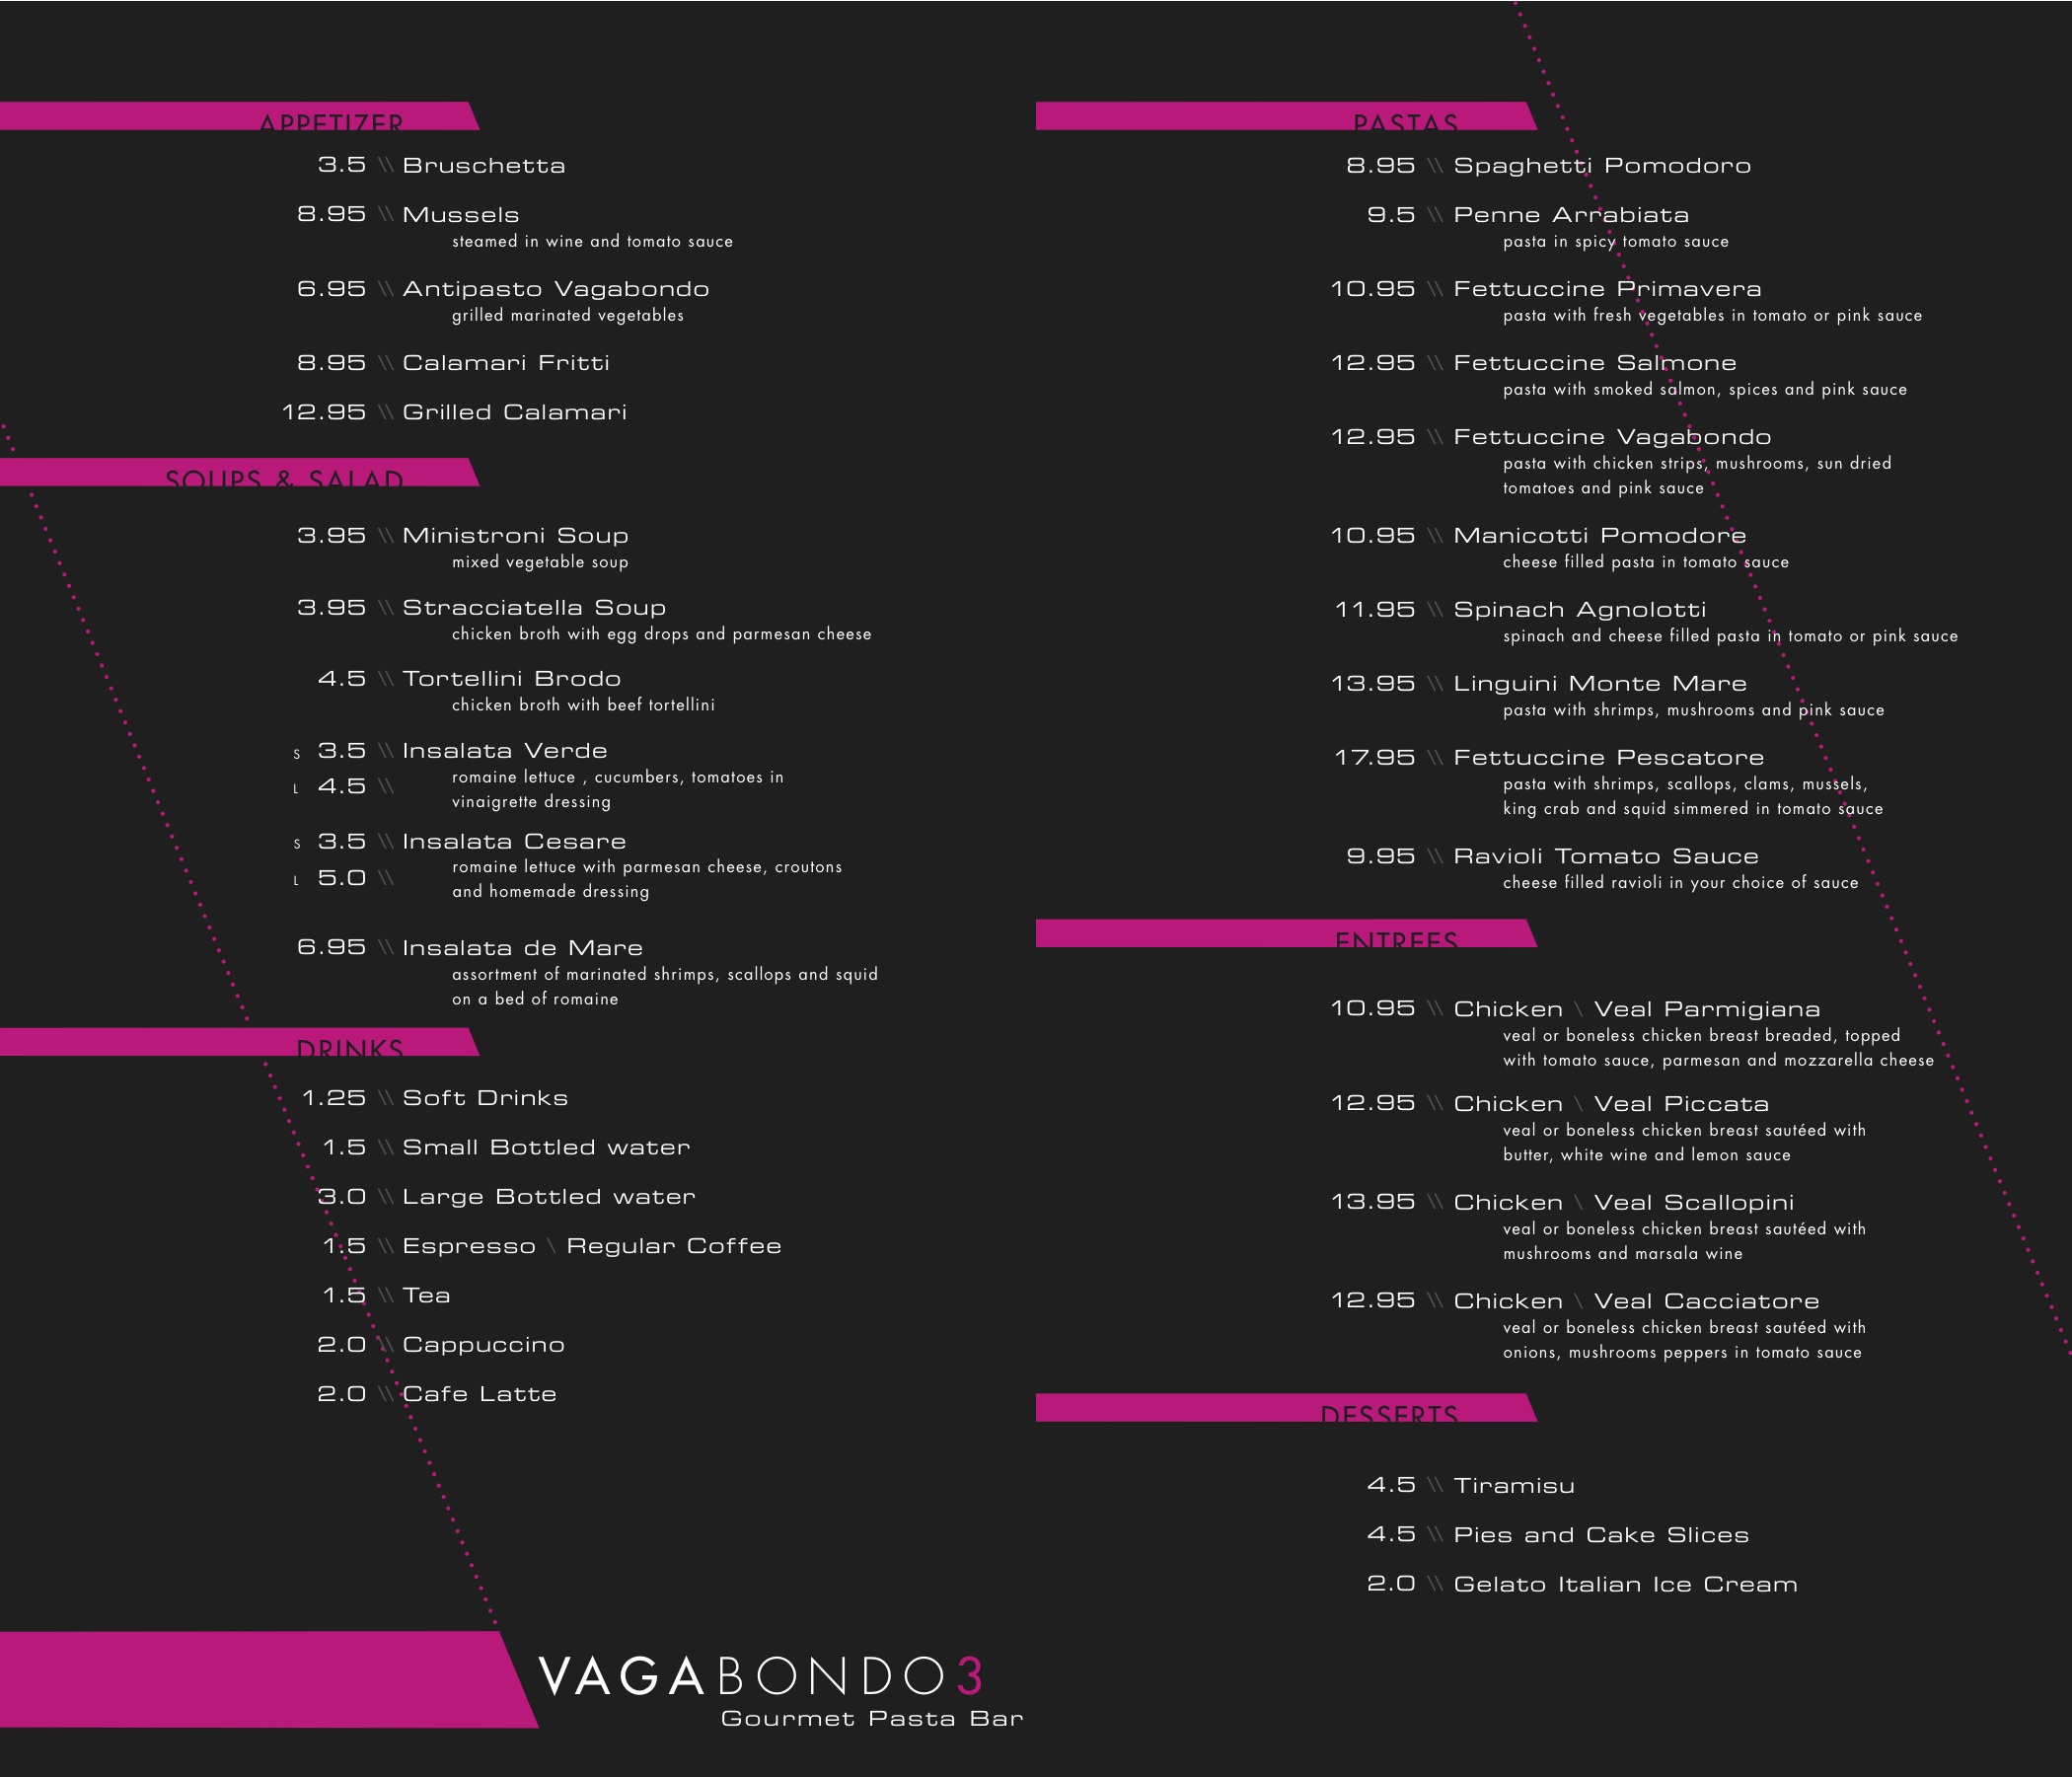 APPETIZER
3.5 \\ Bruschetta
8.95 \\ Mussels
steamed in wine and tomato sauce
6.95 \\ Antipasto Vagabondo
grilled marinated vegetables
8.95 \\ Calamari Fritti
12.95 \\ Grilled Calamari
SOUPS & SALAD
3.95 \\ Ministroni Soup
mixed vegetable soup
3.95 \\ Stracciatella Soup
chicken broth with egg drops and parmesan cheese
4.5 \\ Tortellini Brodo
chicken broth with beef tortellini
S 3.5 \\ Insalata Verde
romaine lettuce , cucumbers, tomatoes in
L 4.5 \\
vinaigrette dressing
S 3.5 \\ Insalata Cesare
romaine lettuce with parmesan cheese, croutons
L 5.0 \\
and homemade dressing
6.95 \\ Insalata de Mare
assortment of marinated shrimps, scallops and squid
on a bed of romaine
DRINKS
1.25 \\ Soft Drinks
1.5 \\ Small Bottled water
3.0 \\ Large Bottled water
1.5 \\ Espresso \ Regular Coffee
1.5 \\ Tea
2.0 \\ Cappuccino
2.0 \\ Cafe Latte
VAGABONDO3
Gourmet Pasta Bar
PASTAS
8.95 \\ Spaghetti Pomodoro
9.5 \\ Penne Arrabiata
pasta in spicy tomato sauce
10.95 \\ Fettuccine Primavera
pasta with fresh vegetables in tomato or pink sauce
12.95 \\ Fettuccine Salmone
pasta with smoked salmon, spices and pink sauce
12.95 \\ Fettuccine Vagabondo
pasta with chicken strips, mushrooms, sun dried
tomatoes and pink sauce
10.95 \\ Manicotti Pomodore
cheese filled pasta in tomato sauce
11.95 \\ Spinach Agnolotti
spinach and cheese filled pasta in tomato or pink sauce
13.95 \\ Linguini Monte Mare
pasta with shrimps, mushrooms and pink sauce
17.95 \\ Fettuccine Pescatore
pasta with shrimps, scallops, clams, mussels,
king crab and squid simmered in tomato sauce
9.95 \\ Ravioli Tomato Sauce
cheese filled ravioli in your choice of sauce
ENTREES
10.95 \\ Chicken \ Veal Parmigiana
veal or boneless chicken breast breaded, topped
with tomato sauce, parmesan and mozzarella cheese
12.95 \\ Chicken \ Veal Piccata
veal or boneless chicken breast sautéed with
butter, white wine and lemon sauce
13.95 \\ Chicken \ Veal Scallopini
veal or boneless chicken breast sautéed with
mushrooms and marsala wine
12.95 \\ Chicken \ Veal Cacciatore
veal or boneless chicken breast sautéed with
onions, mushrooms peppers in tomato sauce
DESSERTS
4.5 \\ Tiramisu
4.5 \\ Pies and Cake Slices
2.0 \\ Gelato Italian Ice Cream